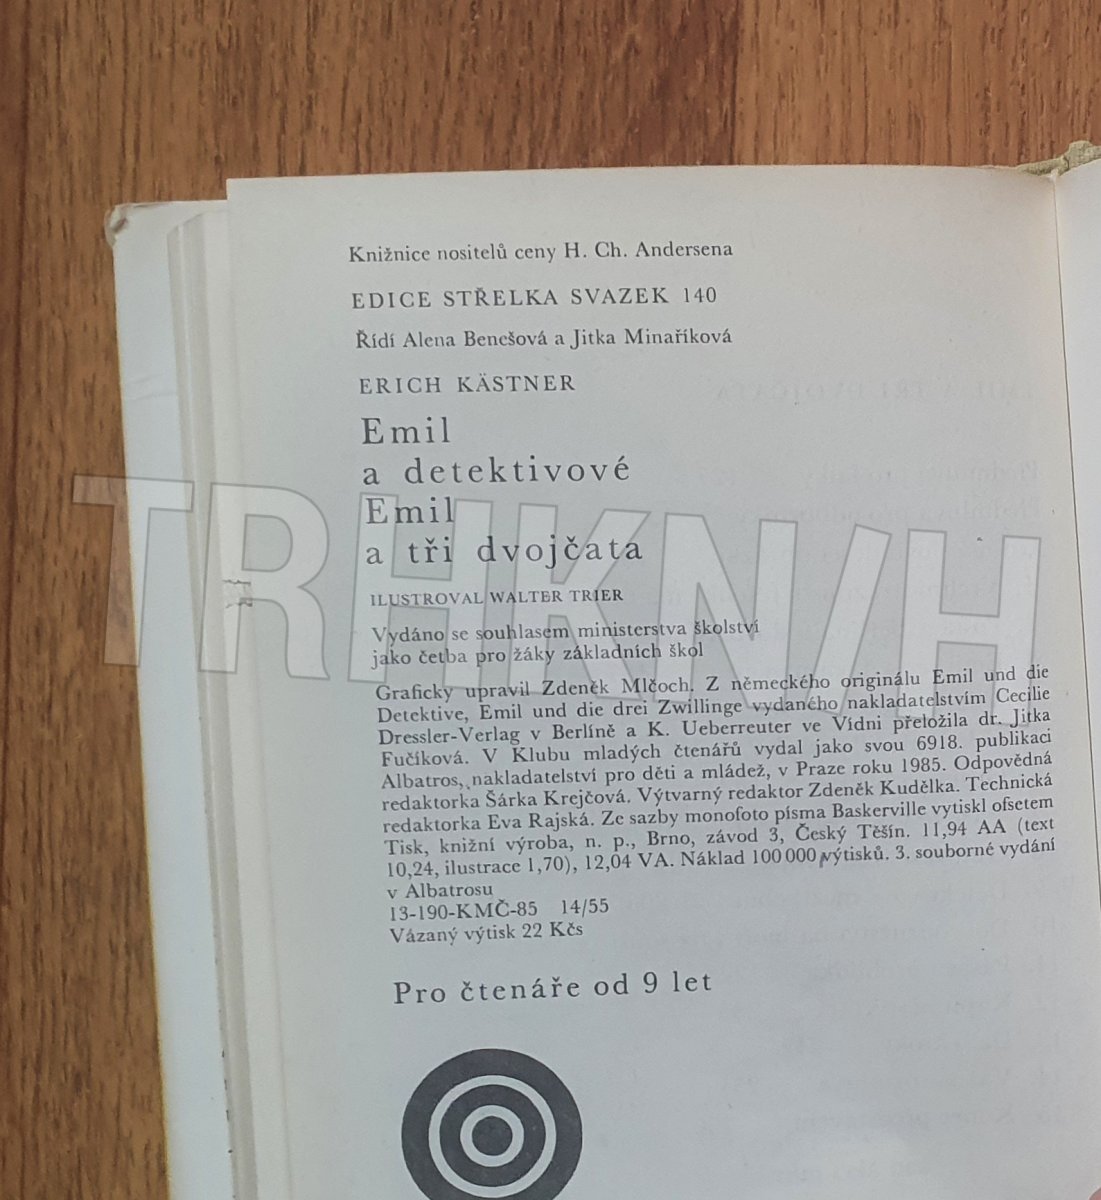 Knižnice nositelů ceny H. Ch. Andersena
EDICE STŘELKA SVAZEK 140
Řídí Alena Benešová a Jitka Minaříková
ERICH KÄSTNER
Emil
a detektivové
Emil
a tři dvojčata
ILUSTROVAL WALTER TRIER
Vydáno se souhlasem ministerstva školství
jako četba pro žáky základních škol
Graficky upravil Zdeněk Mlčoch. Z německého originálu Emil und die
Detektive, Emil und die drei Zwillinge vydaného nakladatelstvím Cecilie
Dressler-Verlag v Berlíně a K. Ueberreuter ve Vídni přeložila dr. Jitka
Fučíková. V Klubu mladých čtenářů vydal jako svou 6918. publikaci
Albatros, nakladatelství pro děti a mládež, v Praze roku 1985. Odpovědná
redaktorka Šárka Krejčová. Výtvarný redaktor Zdeněk Kudělka. Technická
redaktorka Eva Rajská. Ze sazby monofoto písma Baskerville vytiskl ofsetem
Tisk, knižní výroba, n. p., Brno, závod 3, Český Těšín. 11,94 AA (text
10,24, ilustrace 1,70), 12,04 VA. Náklad 100 000 výtisků. 3. souborné vydání
v Albatrosu
13-190-KMČ-85 14/55
Vázaný výtisk 22 Kčs
Pro čtenáře od 9 let
TRHKN/H